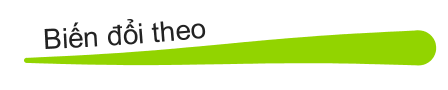 Biến đổi theo